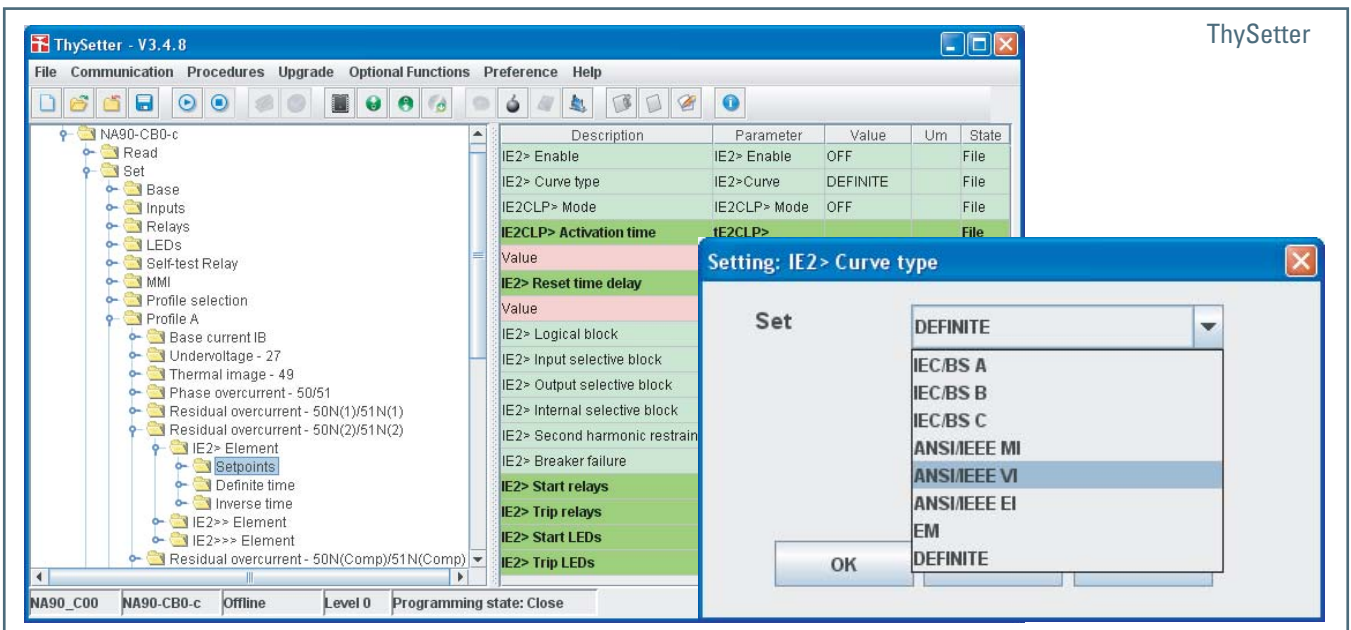 ThySetter
ThySetter - V3.4.8
File Communication Procedures Upgrade Optional Functions Preference Help
NA90-CB0-c
Read
Set
Base
Inputs
Relays
LEDs
Self-test Relay
MMI
Profile selection
Profile A
Base current IB
Undervoltage - 27
Thermal image - 49
Phase overcurrent - 50/51
Residual overcurrent - 50N(1)/51N(1)
Residual overcurrent - 50N(2)/51N(2)
IE2> Element
Setpoints
Definite time
Inverse time
IE2>> Element
IE2>>> Element
Residual overcurrent - 50N(Comp)/51N(Comp)
Description Parameter Value Um State
IE2> Enable IE2> Enable OFF File
IE2> Curve type IE2>Curve DEFINITE File
IE2CLP> Mode IE2CLP> Mode OFF File
IE2CLP> Activation time tE2CLP> File
Value
IE2> Reset time delay
Value
IE2> Logical block
IE2> Input selective block
IE2> Output selective block
IE2> Internal selective block
IE2> Second harmonic restrain
IE2> Breaker failure
IE2> Start relays
IE2> Trip relays
IE2> Start LEDs
IE2> Trip LEDs
Setting: IE2> Curve type
Set DEFINITE
IEC/BS A
IEC/BS B
IEC/BS C
ANSI/IEEE MI
ANSI/IEEE VI
ANSI/IEEE EI
EM
DEFINITE
OK
NA90_C00 NA90-CB0-c Offline Level 0 Programming state: Close